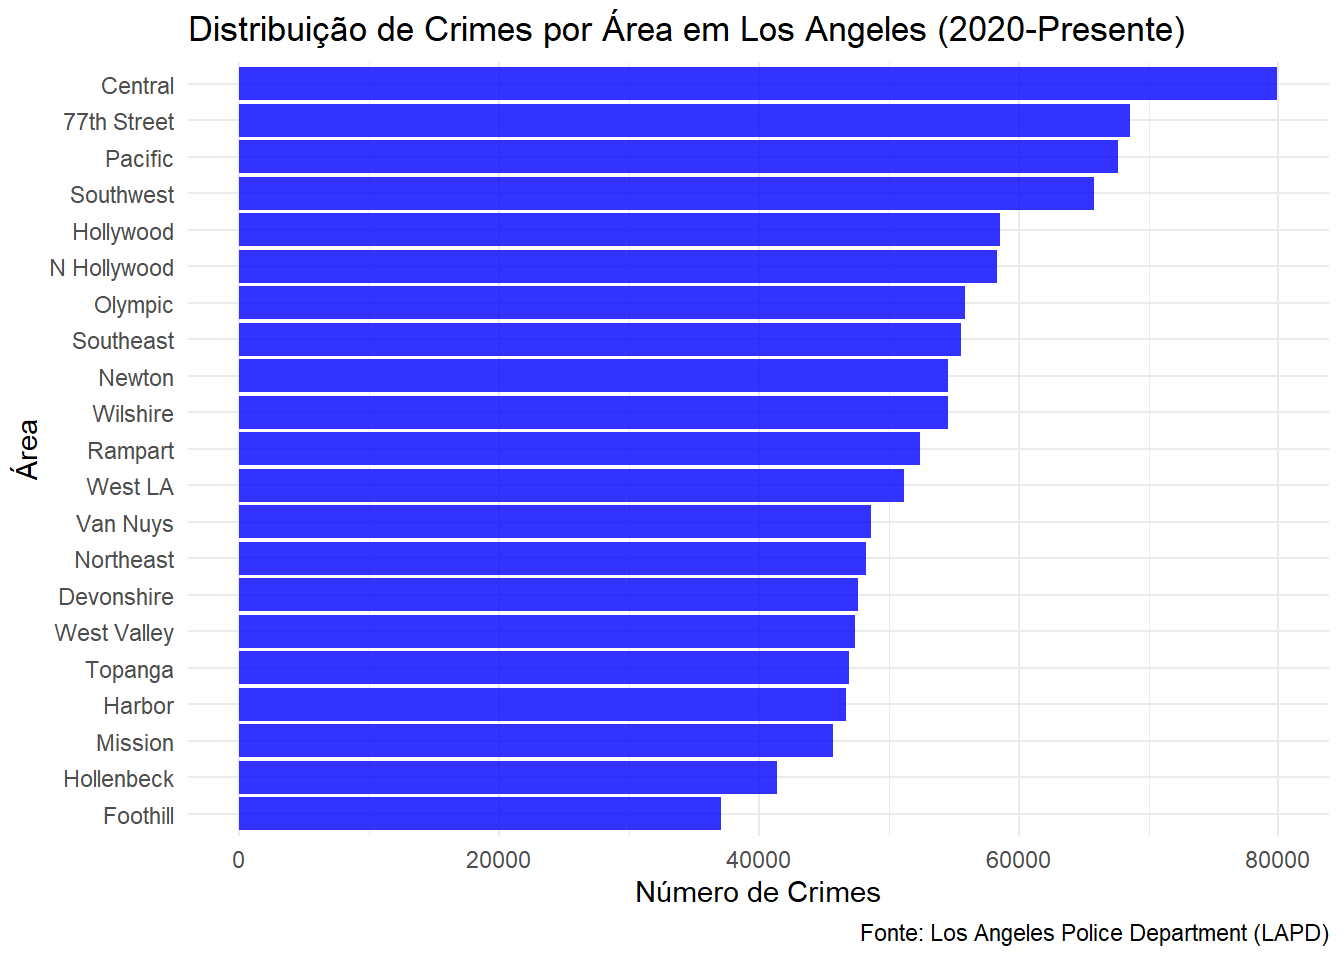 Distribuição de Crimes por Área em Los Angeles (2020-Presente)
Central
77th Street
Pacific
Southwest
Hollywood
N Hollywood
Olympic
Southeast
Newton
Wilshire
Rampart
West LA
Van Nuys
Northeast
Devonshire
West Valley
Topanga
Harbor
Mission
Hollenbeck
Foothill
Área
0 20000 40000 60000 80000
Número de Crimes
Fonte: Los Angeles Police Department (LAPD)